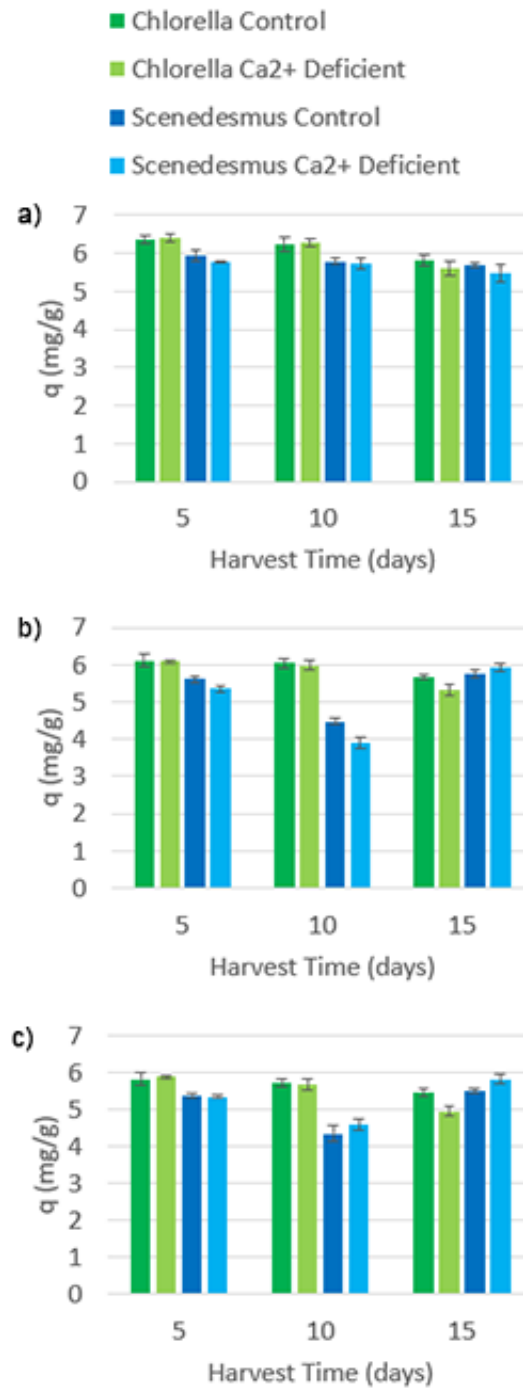 Chlorella Control
Chlorella Ca2+ Deficient
Scenedesmus Control
Scenedesmus Ca2+ Deficient
a)
7
6
5
4
3
2
1
0
q (mg/g)
5 10 15
Harvest Time (days)
b)
7
6
5
4
3
2
1
0
q (mg/g)
5 10 15
Harvest Time (days)
c)
7
6
5
4
3
2
1
0
q (mg/g)
5 10 15
Harvest Time (days)